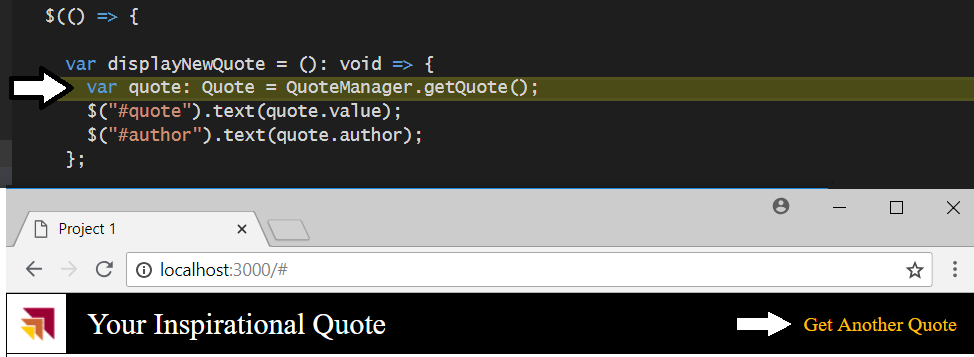 $(() => {
var displayNewQuote = (): void => {
var quote: Quote = QuoteManager.getQuote();
$("#quote").text(quote.value);
$("#author").text(quote.author);
};
Project 1
localhost:3000/#
Your Inspirational Quote
Get Another Quote